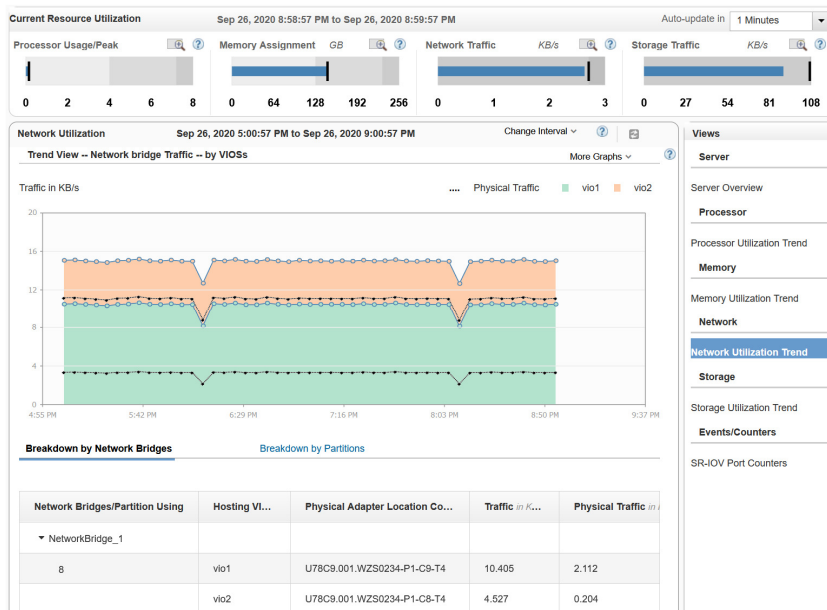 Current Resource Utilization Sep 26, 2020 8:58:57 PM to Sep 26, 2020 8:59:57 PM Auto-update in 1 Minutes
Processor Usage/Peak Memory Assignment GB Network Traffic KB/s Storage Traffic KB/s
0 2 4 6 8 0 64 128 192 256 0 1 2 3 0 27 54 81 108
Network Utilization Sep 26, 2020 5:00:57 PM to Sep 26, 2020 9:00:57 PM Change Interval
Trend View -- Network bridge Traffic -- by VIOSs More Graphs
Traffic in KB/s .... Physical Traffic vio1 vio2
20
16
12
8
4
0
4:55 PM 5:42 PM 6:29 PM 7:16 PM 8:03 PM 8:50 PM 9:37 PM
Breakdown by Network Bridges Breakdown by Partitions
Network Bridges/Partition Using Hosting VI... Physical Adapter Location Co... Traffic in K... Physical Traffic in
NetworkBridge_1
8 vio1 U78C9.001.WZS0234-P1-C9-T4 10.405 2.112
vio2 U78C9.001.WZS0234-P1-C8-T4 4.527 0.204
Views
Server
Server Overview
Processor
Processor Utilization Trend
Memory
Memory Utilization Trend
Network
Network Utilization Trend
Storage
Storage Utilization Trend
Events/Counters
SR-IOV Port Counters